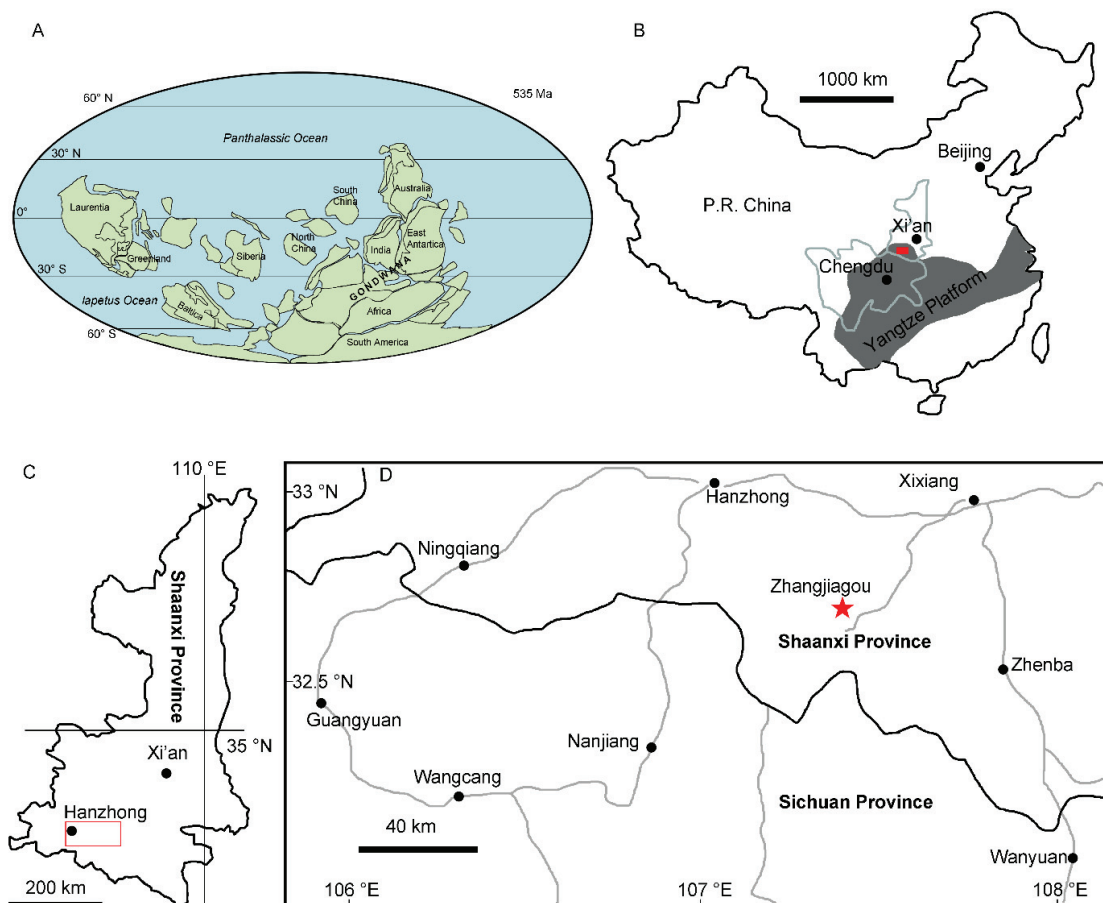 A
60° N
535 Ma
Panthalassic Ocean
30° N
Laurentia
South
China
Australia
0°
Greenland
Siberia
North
China
India
East
Antartica
30° S
GONDWANA
Iapetus Ocean
Baltica
Africa
60° S
South America
B
1000 km
Beijing
P.R. China
Xi'an
Chengdu
Yangtze Platform
C
110 °E
Shaanxi Province
35 °N
Xi'an
Hanzhong
200 km
D
33 °N
Hanzhong
Xixiang
Ningqiang
Zhangjiagou
Shaanxi Province
32.5 °N
Zhenba
Guangyuan
Nanjiang
Wangcang
Sichuan Province
40 km
Wanyuan
106 °E
107 °E
108 °E